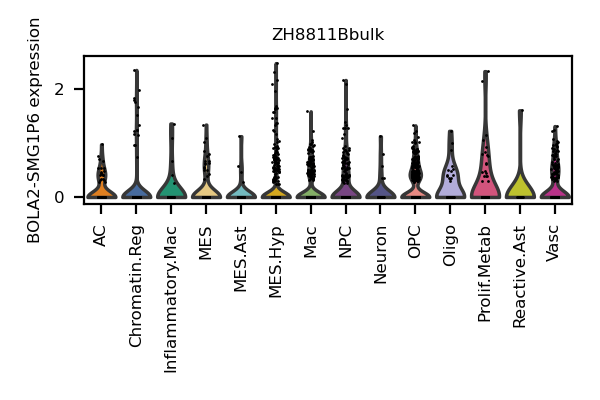 ZH8811Bbulk
BOLA2-SMG1P6 expression
2
0
AC
Chromatin.Reg
Inflammatory.Mac
MES
MES.Ast
MES.Hyp
Mac
NPC
Neuron
OPC
Oligo
Prolif.Metab
Reactive.Ast
Vasc